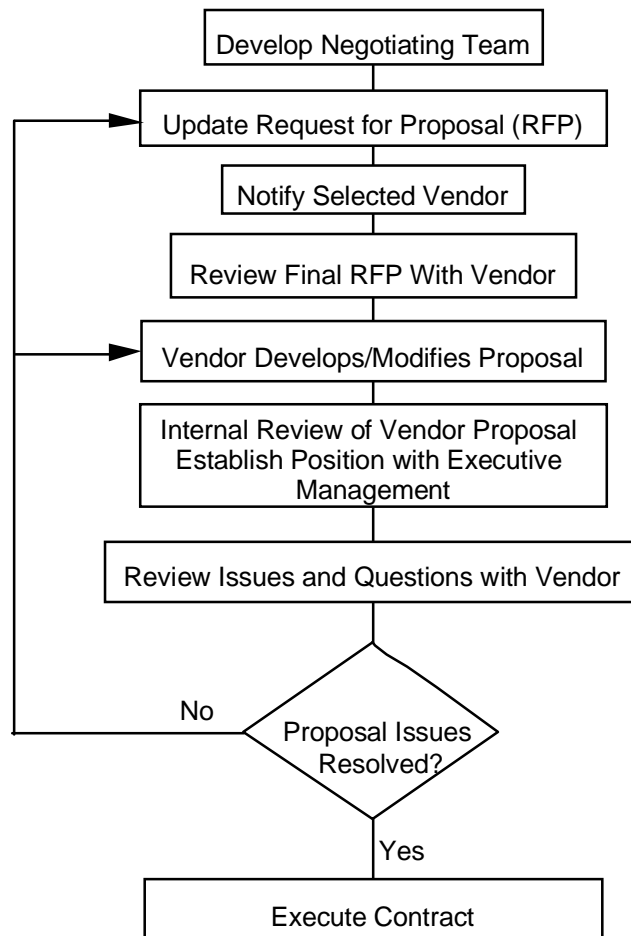 Develop Negotiating Team
Update Request for Proposal (RFP)
Notify Selected Vendor
Review Final RFP With Vendor
Vendor Develops/Modifies Proposal
Internal Review of Vendor Proposal
Establish Position with Executive
Management
Review Issues and Questions with Vendor
No
Proposal Issues
Resolved?
Yes
Execute Contract